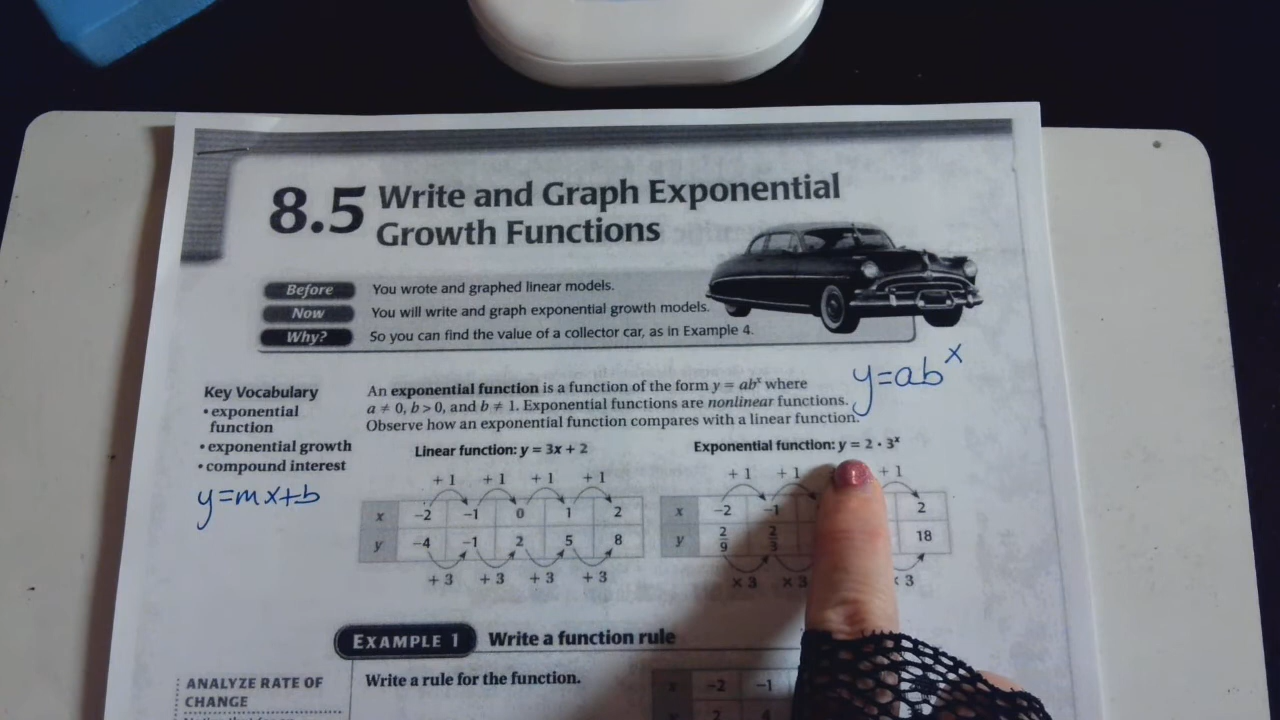 8.5 Write and Graph Exponential
Growth Functions
Before You wrote and graphed linear models.
Now You will write and graph exponential growth models.
Why? So you can find the value of a collector car, as in Example 4.
Key Vocabulary
• exponential
function
• exponential growth
• compound interest
y=mx+b
An exponential function is a function of the form y = abˣ where
a ≠ 0, b > 0, and b ≠ 1. Exponential functions are nonlinear functions.
Observe how an exponential function compares with a linear function.
y=abˣ
Linear function: y = 3x + 2
+1 +1 +1 +1
x −2 −1 0 1 2
y −4 −1 2 5 8
+3 +3 +3 +3
Exponential function: y = 2 · 3ˣ
+1 +1 +1
x −2 −1 2
y 2/9 2/3 18
×3 ×3 3
EXAMPLE 1 Write a function rule
ANALYZE RATE OF
CHANGE
Write a rule for the function.
x −2 −1